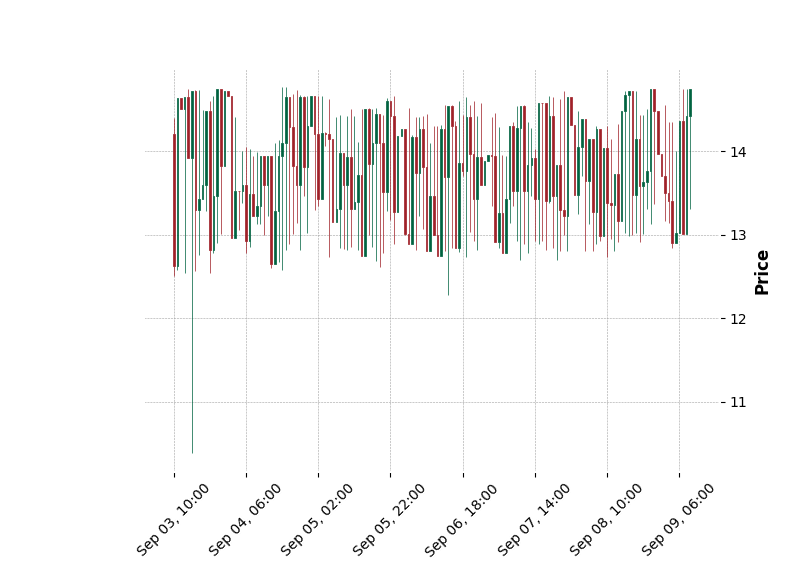 14
13
12
11
Price
Sep 03, 10:00
Sep 04, 06:00
Sep 05, 02:00
Sep 05, 22:00
Sep 06, 18:00
Sep 07, 14:00
Sep 08, 10:00
Sep 09, 06:00